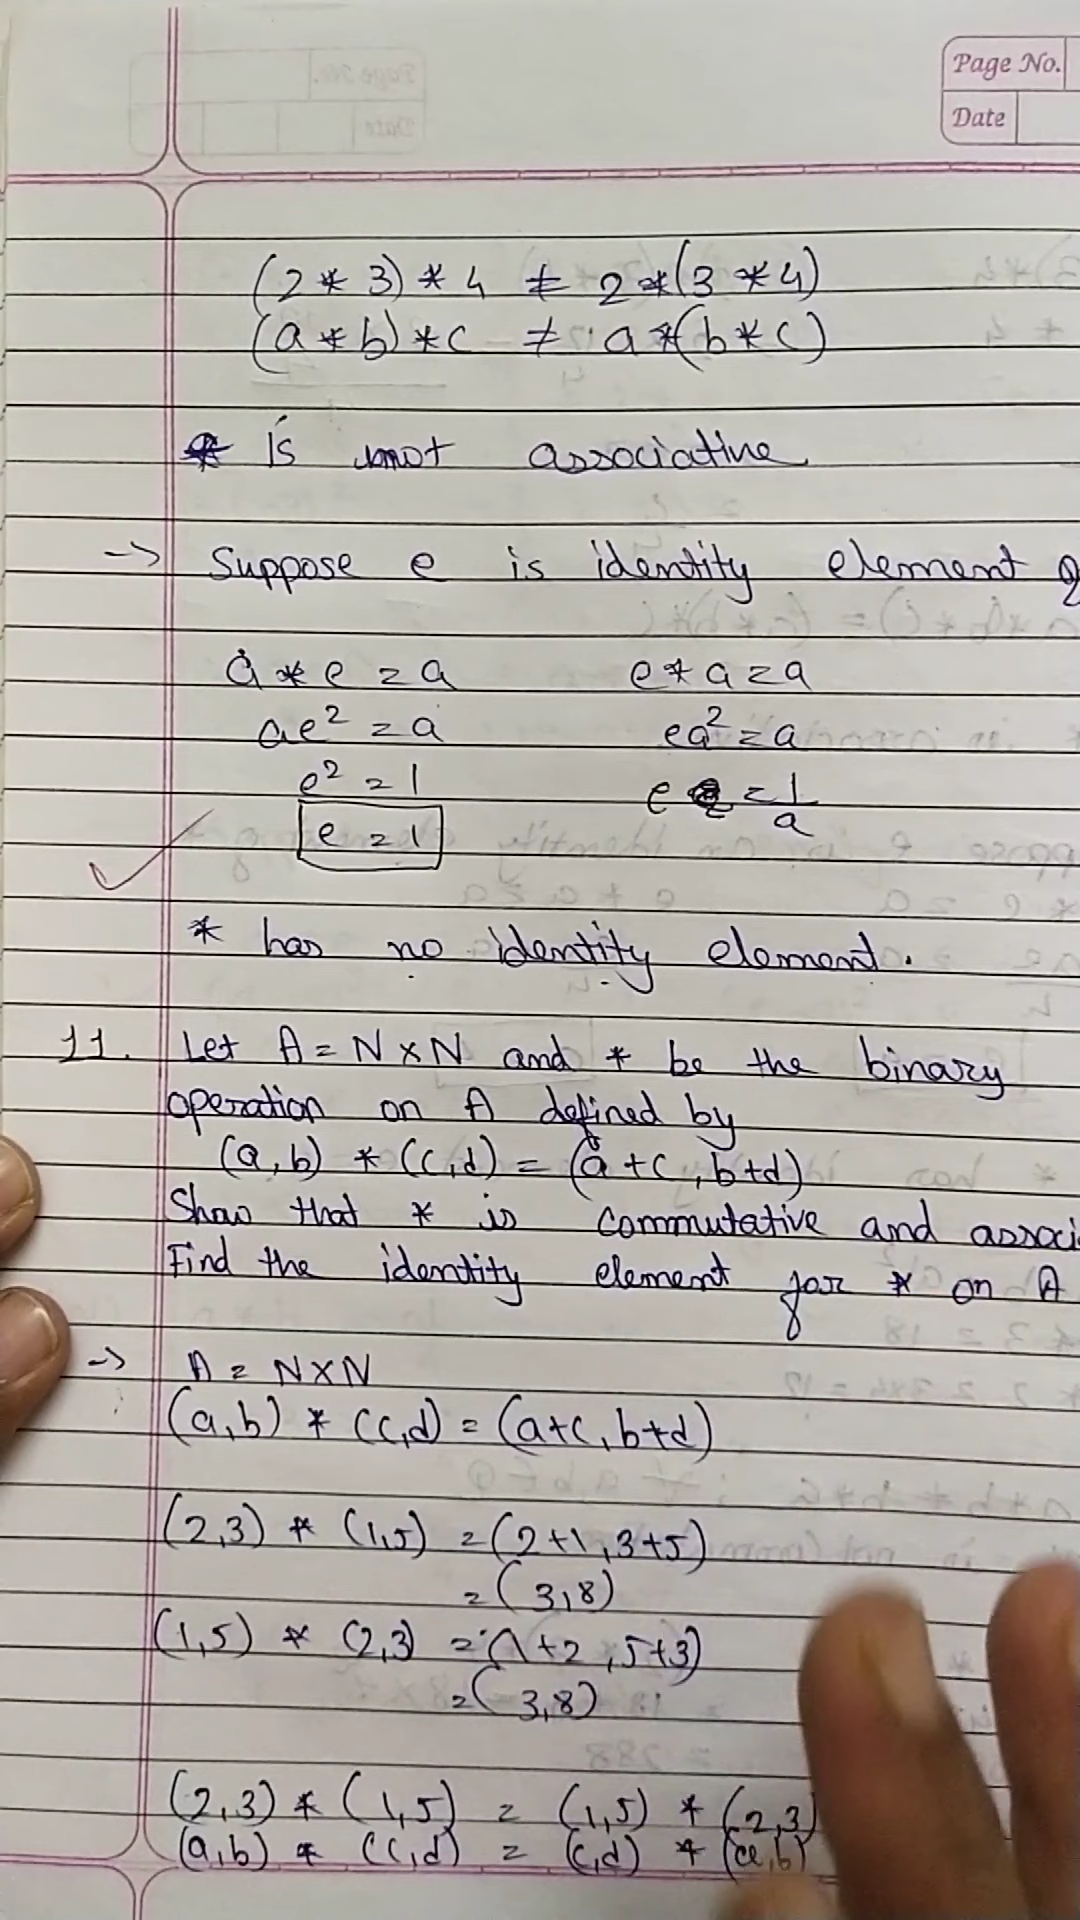 Page No.
Date
(2 * 3) * 4 ≠ 2 * (3 * 4)
(a * b) * c ≠ a * (b * c)
* is not associative
-> Suppose e is identity element
a * e = a e * a = a
ae² = a ea² = a
e² = 1 e = 1/a
e = 1
* has no identity element.
11. Let A = N X N and * be the binary
operation on A defined by
(a, b) * (c, d) = (a + c, b + d)
Show that * is commutative and associ
Find the identity element for * on A
-> A = N X N
(a, b) * (c, d) = (a+c, b+d)
(2,3) * (1,5) = (2+1, 3+5)
= (3,8)
(1,5) * (2,3) = (1+2, 5+3)
= (3,8)
(2,3) * (1,5) = (1,5) * (2,3)
(a,b) * (c,d) = (c,d) * (a,b)